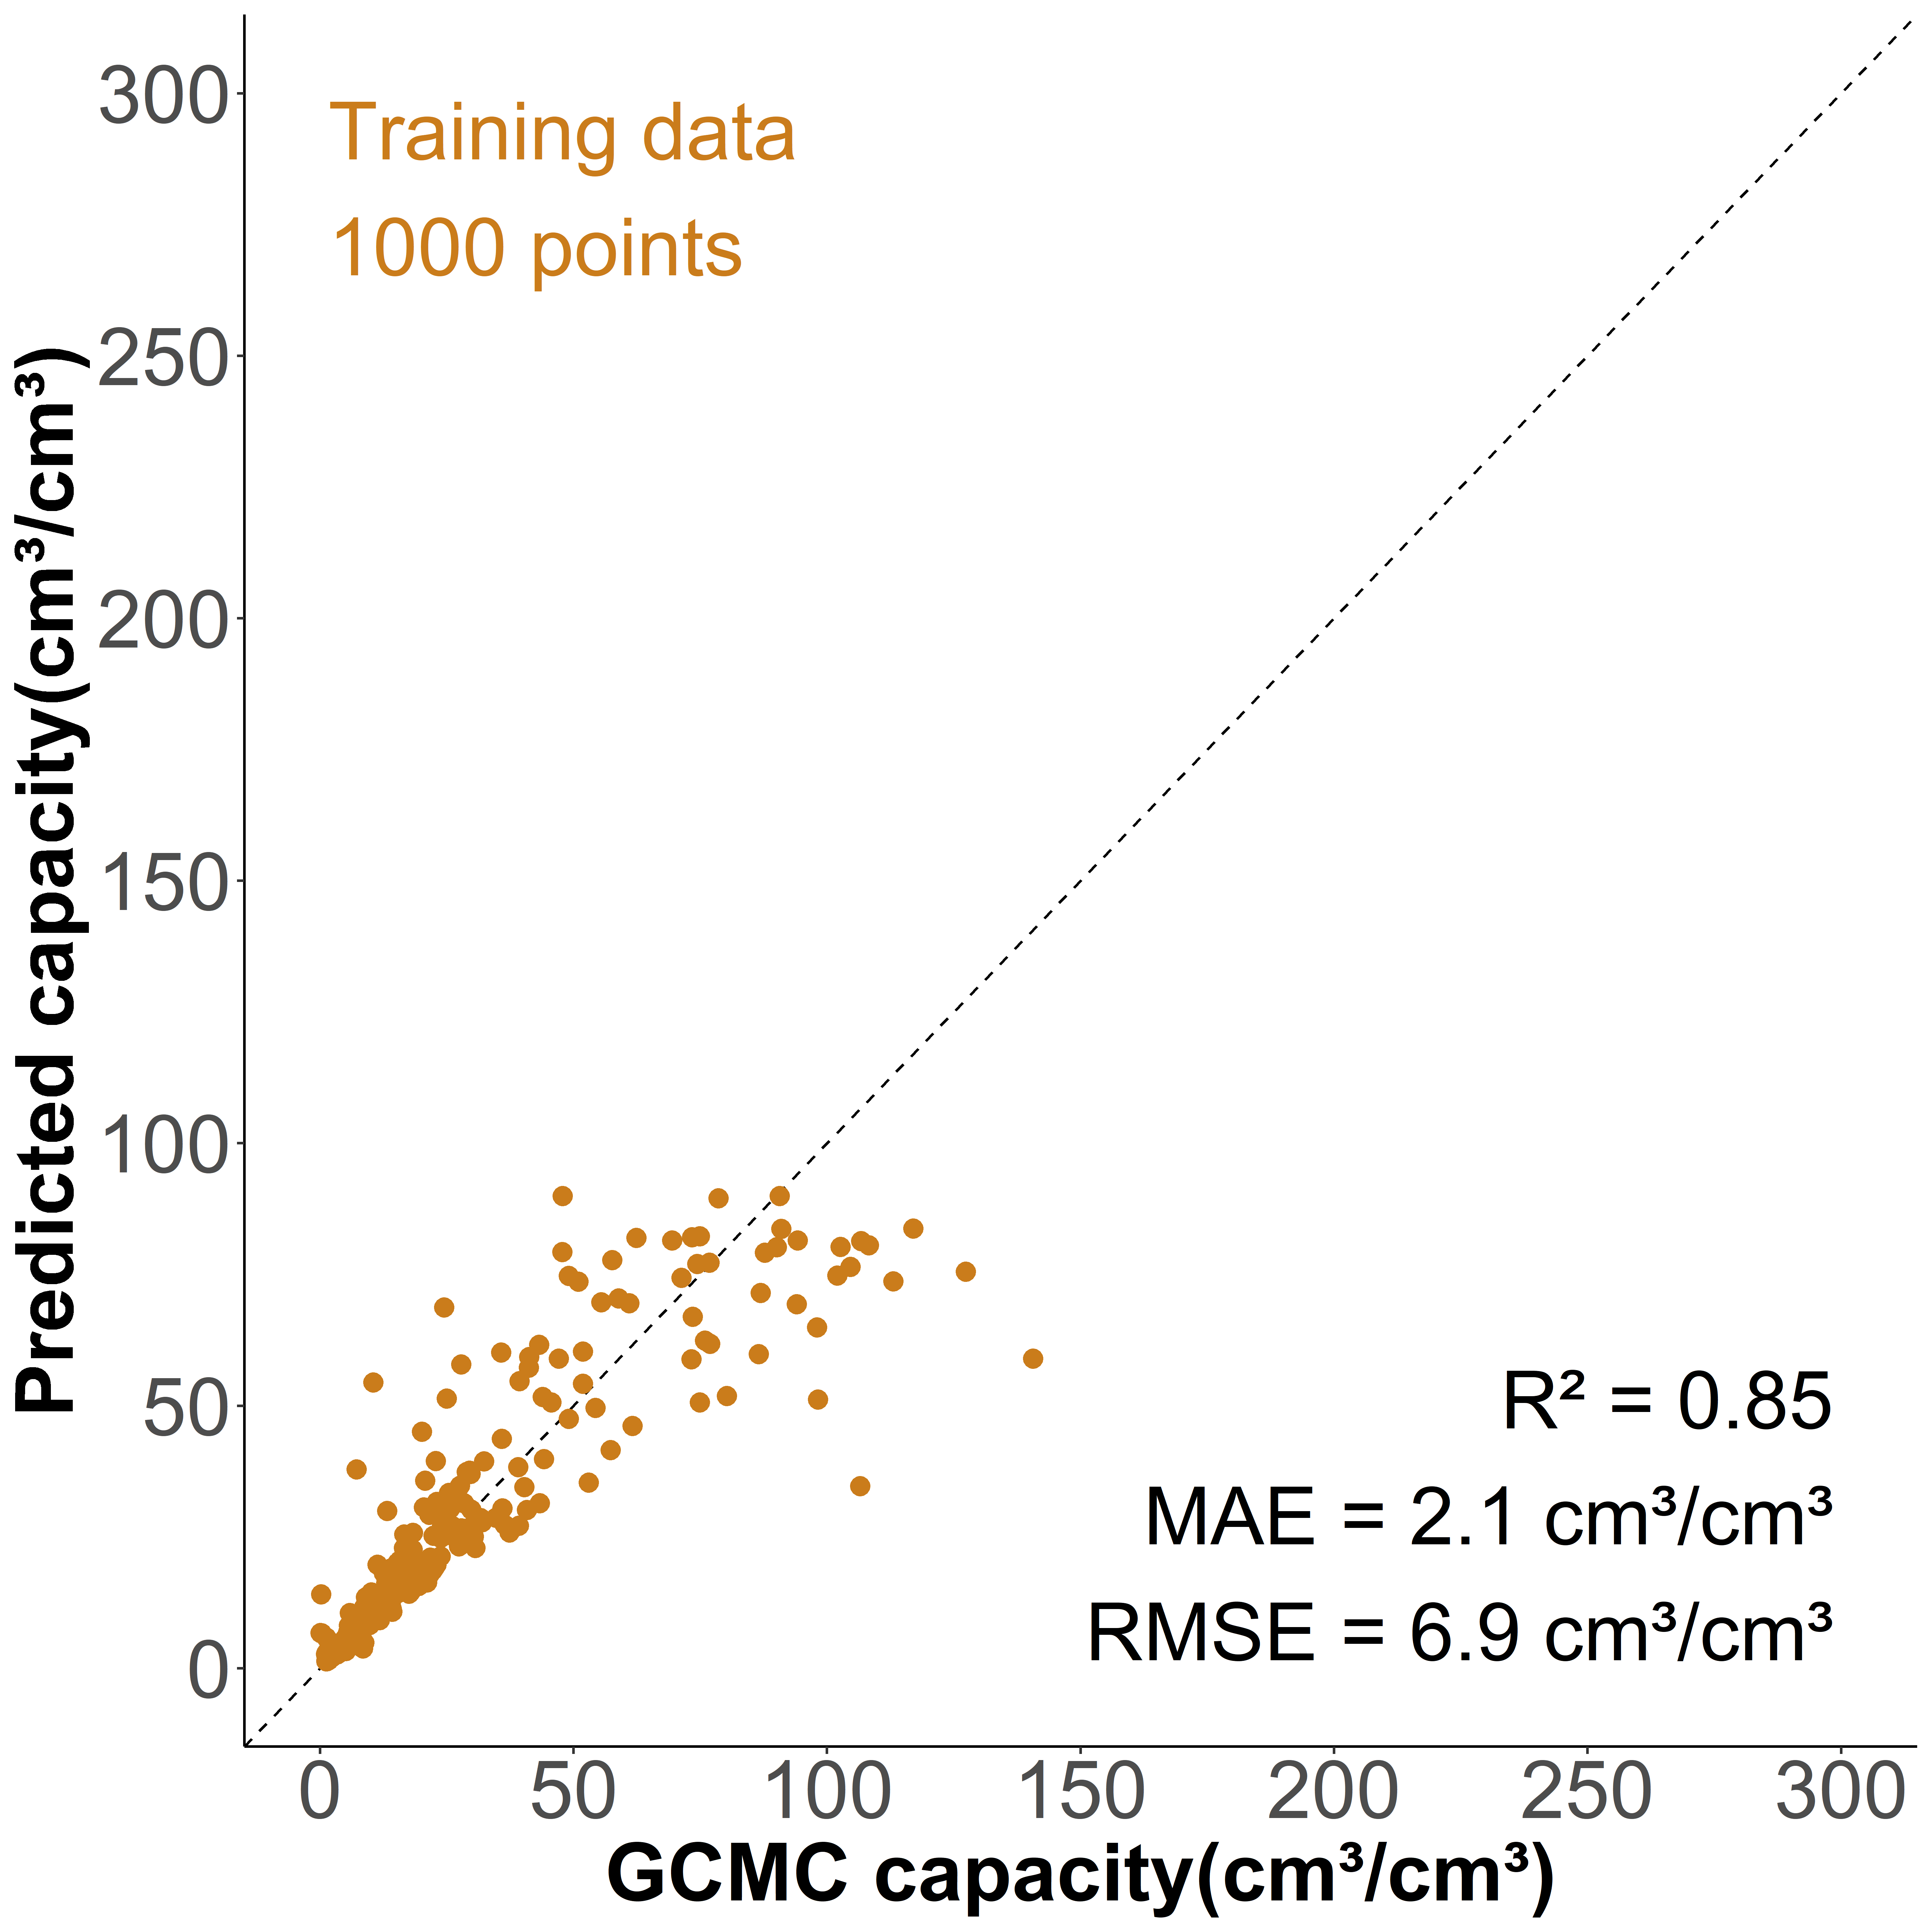 Training data
1000 points
300
250
200
150
100
50
0
Predicted capacity(cm³/cm³)
R² = 0.85
MAE = 2.1 cm³/cm³
RMSE = 6.9 cm³/cm³
0 50 100 150 200 250 300
GCMC capacity(cm³/cm³)